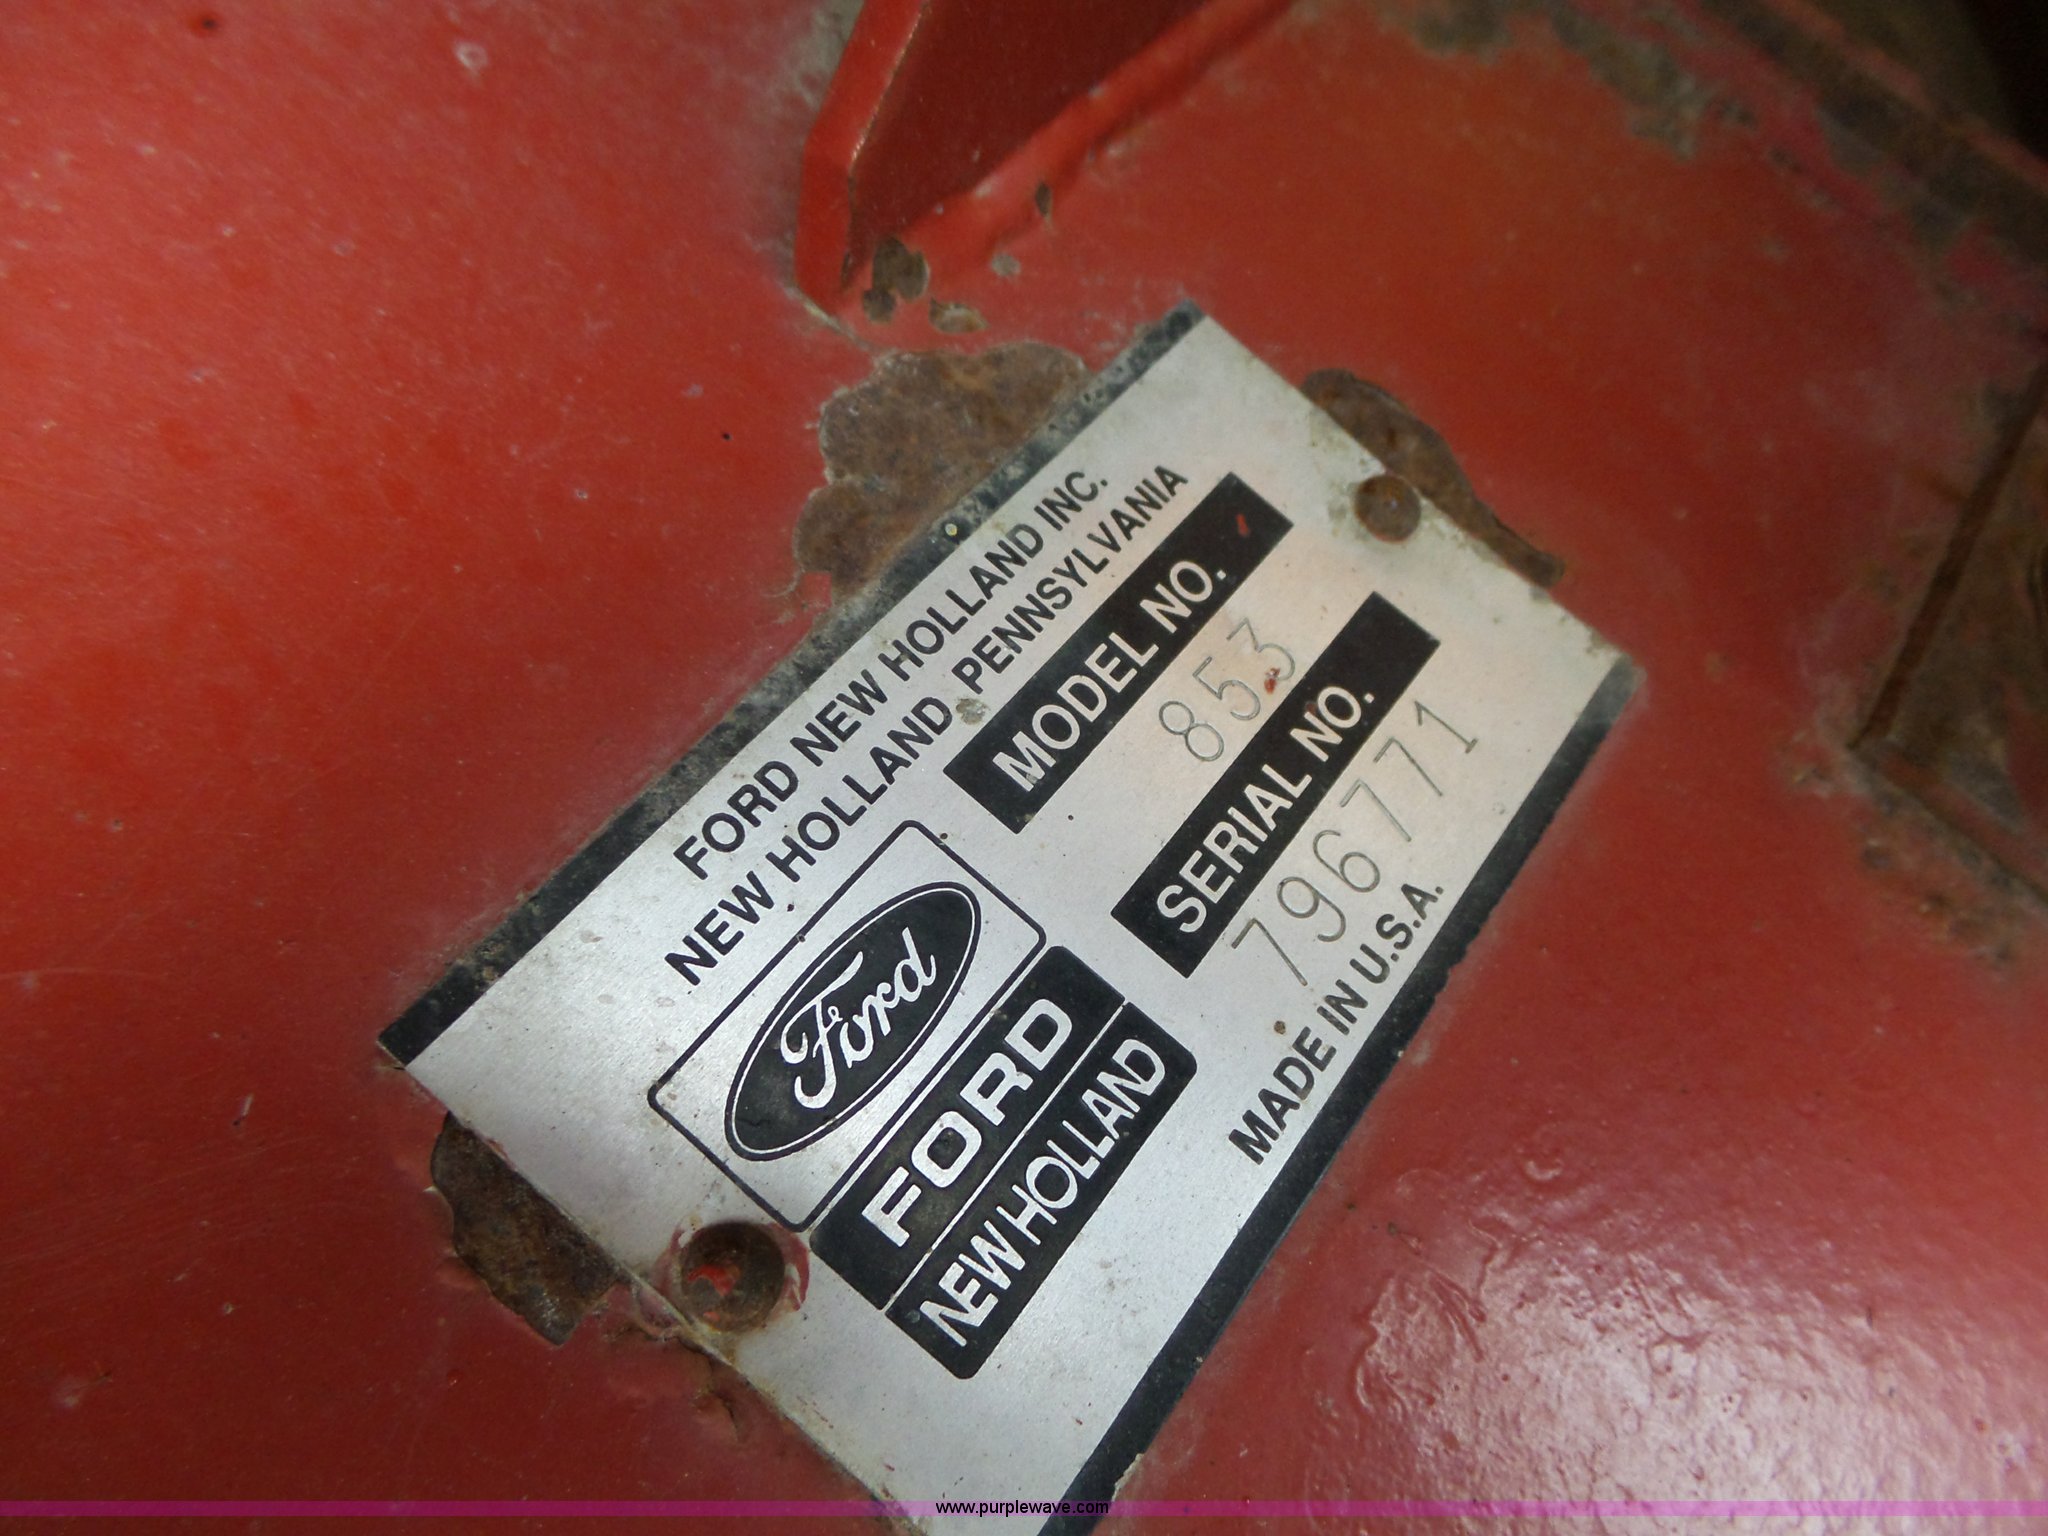 FORD NEW HOLLAND INC.
NEW HOLLAND, PENNSYLVANIA
MODEL NO.
853
SERIAL NO.
796771
MADE IN U.S.A.
Ford
FORD
NEW HOLLAND
www.purplewave.com